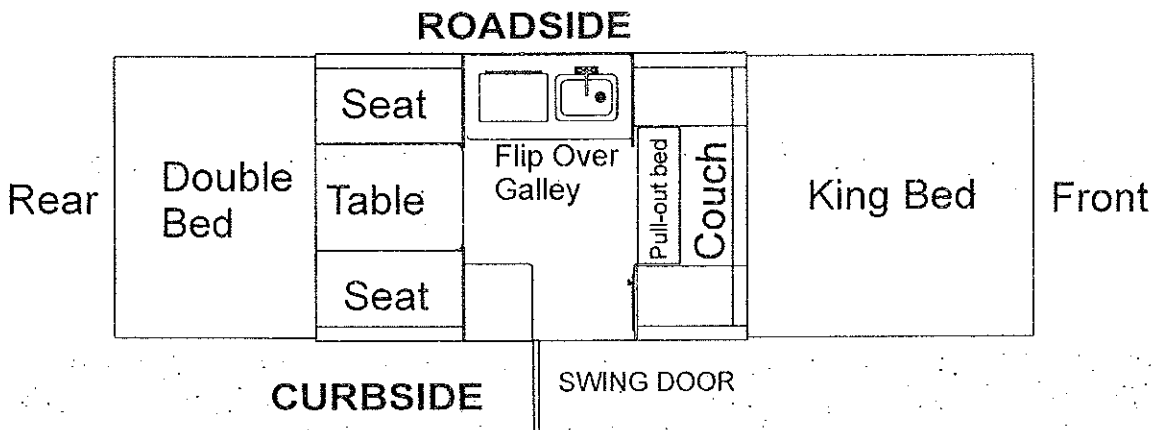 ROADSIDE
Rear
Double
Bed
Seat
Table
Seat
Flip Over
Galley
Pull-out bed
Couch
King Bed
Front
CURBSIDE
SWING DOOR